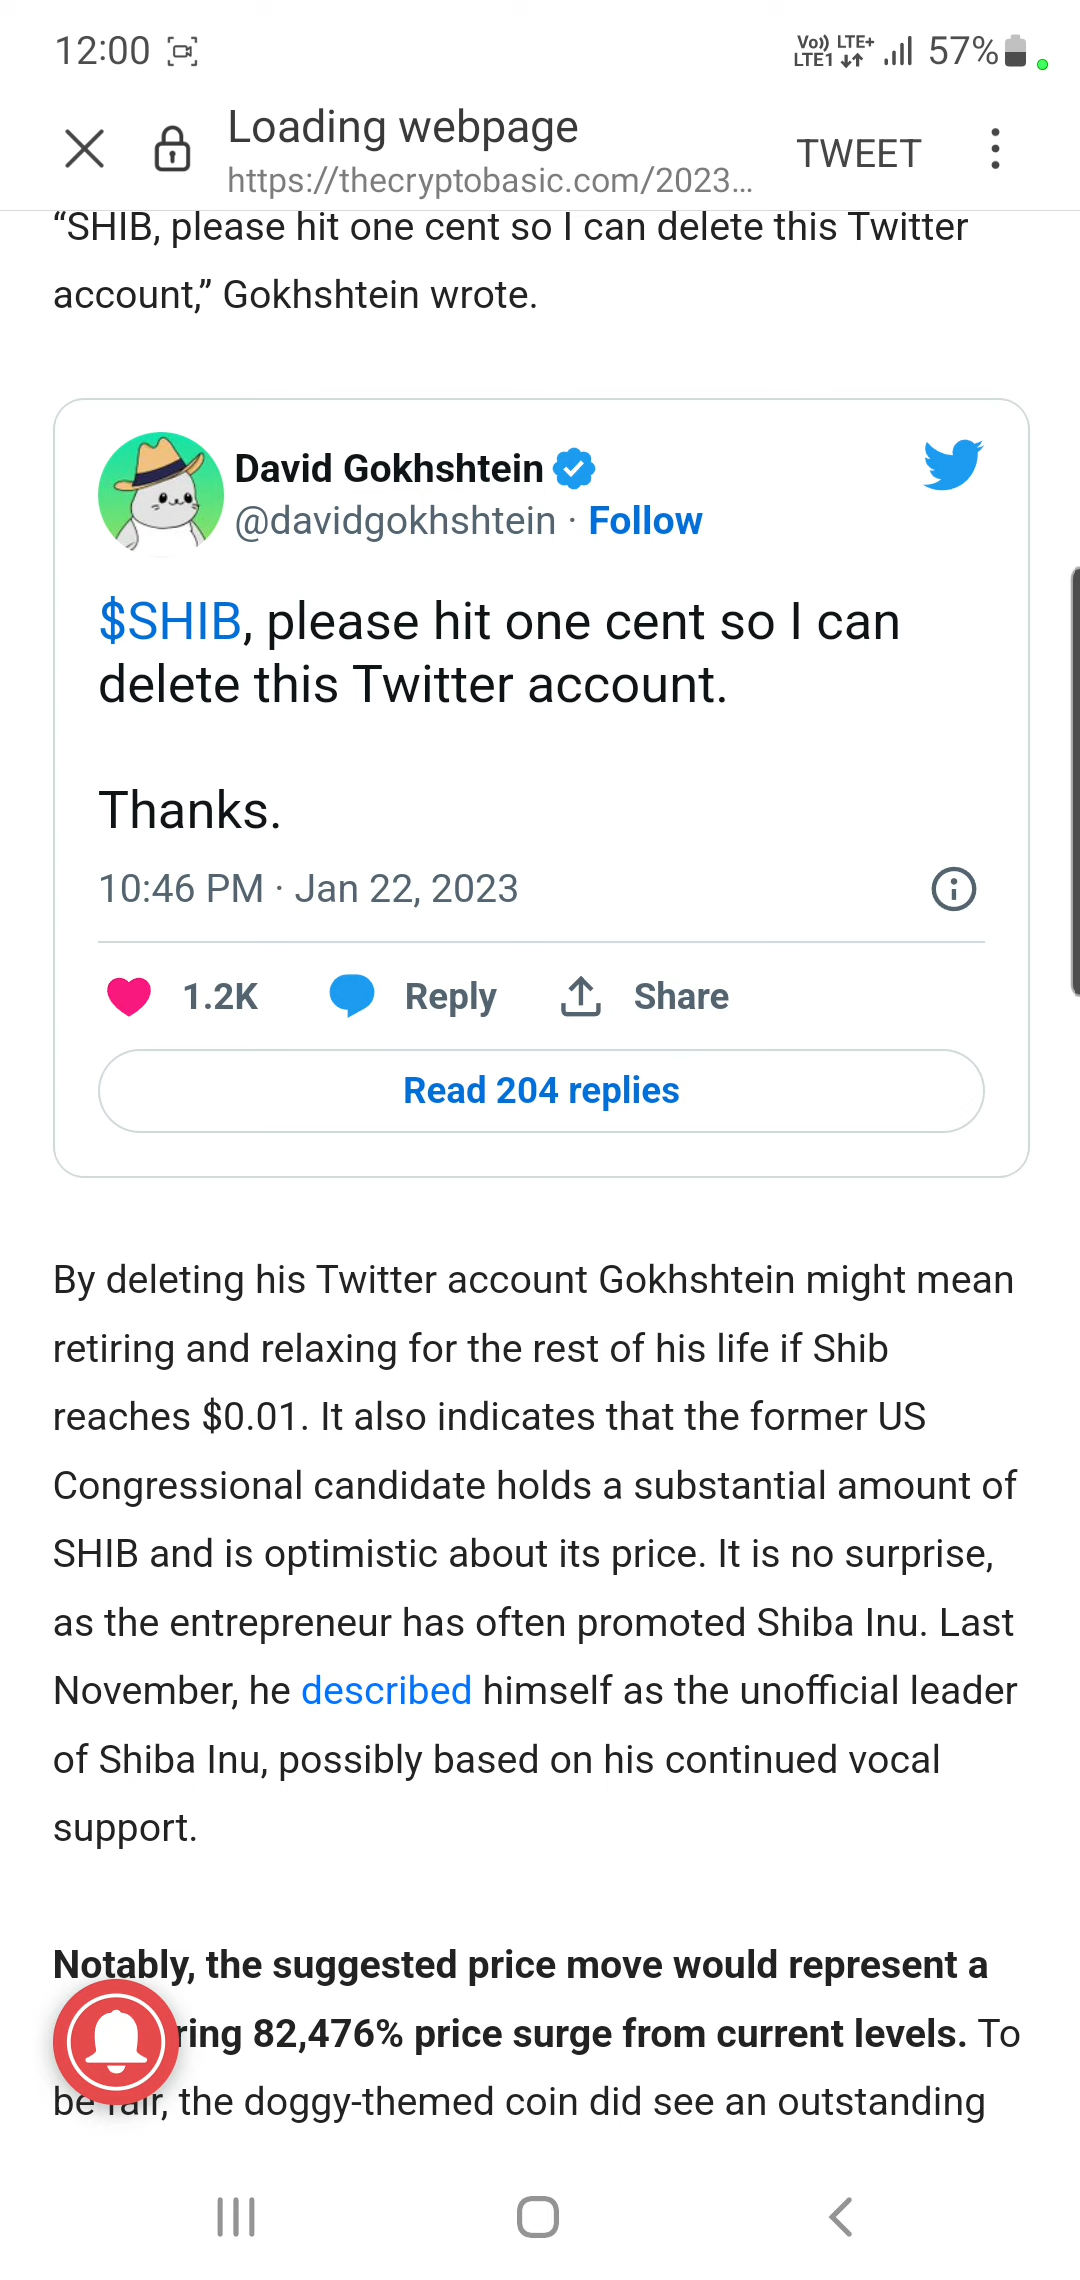 12:00
Vo)) LTE+
LTE1
57%
Loading webpage
https://thecryptobasic.com/2023...
TWEET
“SHIB, please hit one cent so I can delete this Twitter
account,” Gokhshtein wrote.
David Gokhshtein
@davidgokhshtein · Follow
$SHIB, please hit one cent so I can
delete this Twitter account.
Thanks.
10:46 PM · Jan 22, 2023
1.2K
Reply
Share
Read 204 replies
By deleting his Twitter account Gokhshtein might mean
retiring and relaxing for the rest of his life if Shib
reaches $0.01. It also indicates that the former US
Congressional candidate holds a substantial amount of
SHIB and is optimistic about its price. It is no surprise,
as the entrepreneur has often promoted Shiba Inu. Last
November, he described himself as the unofficial leader
of Shiba Inu, possibly based on his continued vocal
support.
Notably, the suggested price move would represent a
82,476% price surge from current levels. To
be fair, the doggy-themed coin did see an outstanding